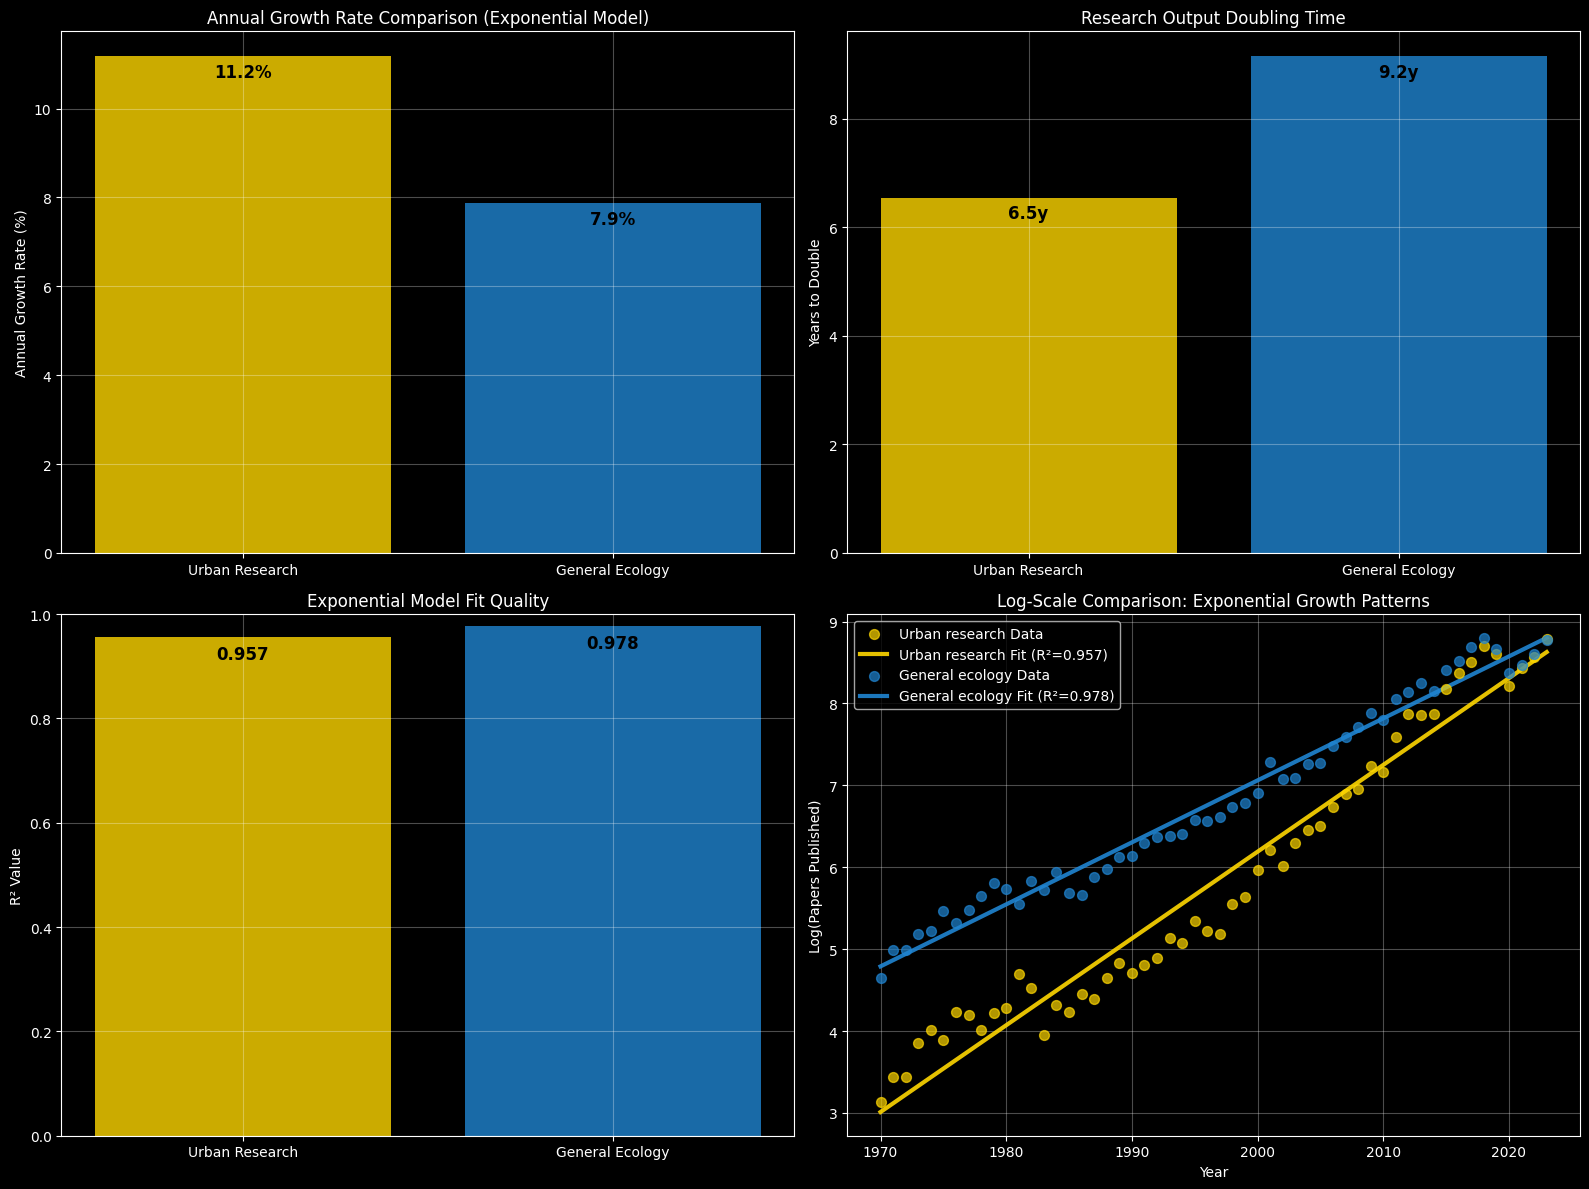 Annual Growth Rate Comparison (Exponential Model)
Annual Growth Rate (%)
10
8
6
4
2
0
11.2%
7.9%
Urban Research
General Ecology
Research Output Doubling Time
Years to Double
8
6
4
2
0
6.5y
9.2y
Urban Research
General Ecology
Exponential Model Fit Quality
R² Value
1.0
0.8
0.6
0.4
0.2
0.0
0.957
0.978
Urban Research
General Ecology
Log-Scale Comparison: Exponential Growth Patterns
Log(Papers Published)
9
8
7
6
5
4
3
Urban research Data
Urban research Fit (R²=0.957)
General ecology Data
General ecology Fit (R²=0.978)
1970
1980
1990
2000
2010
2020
Year